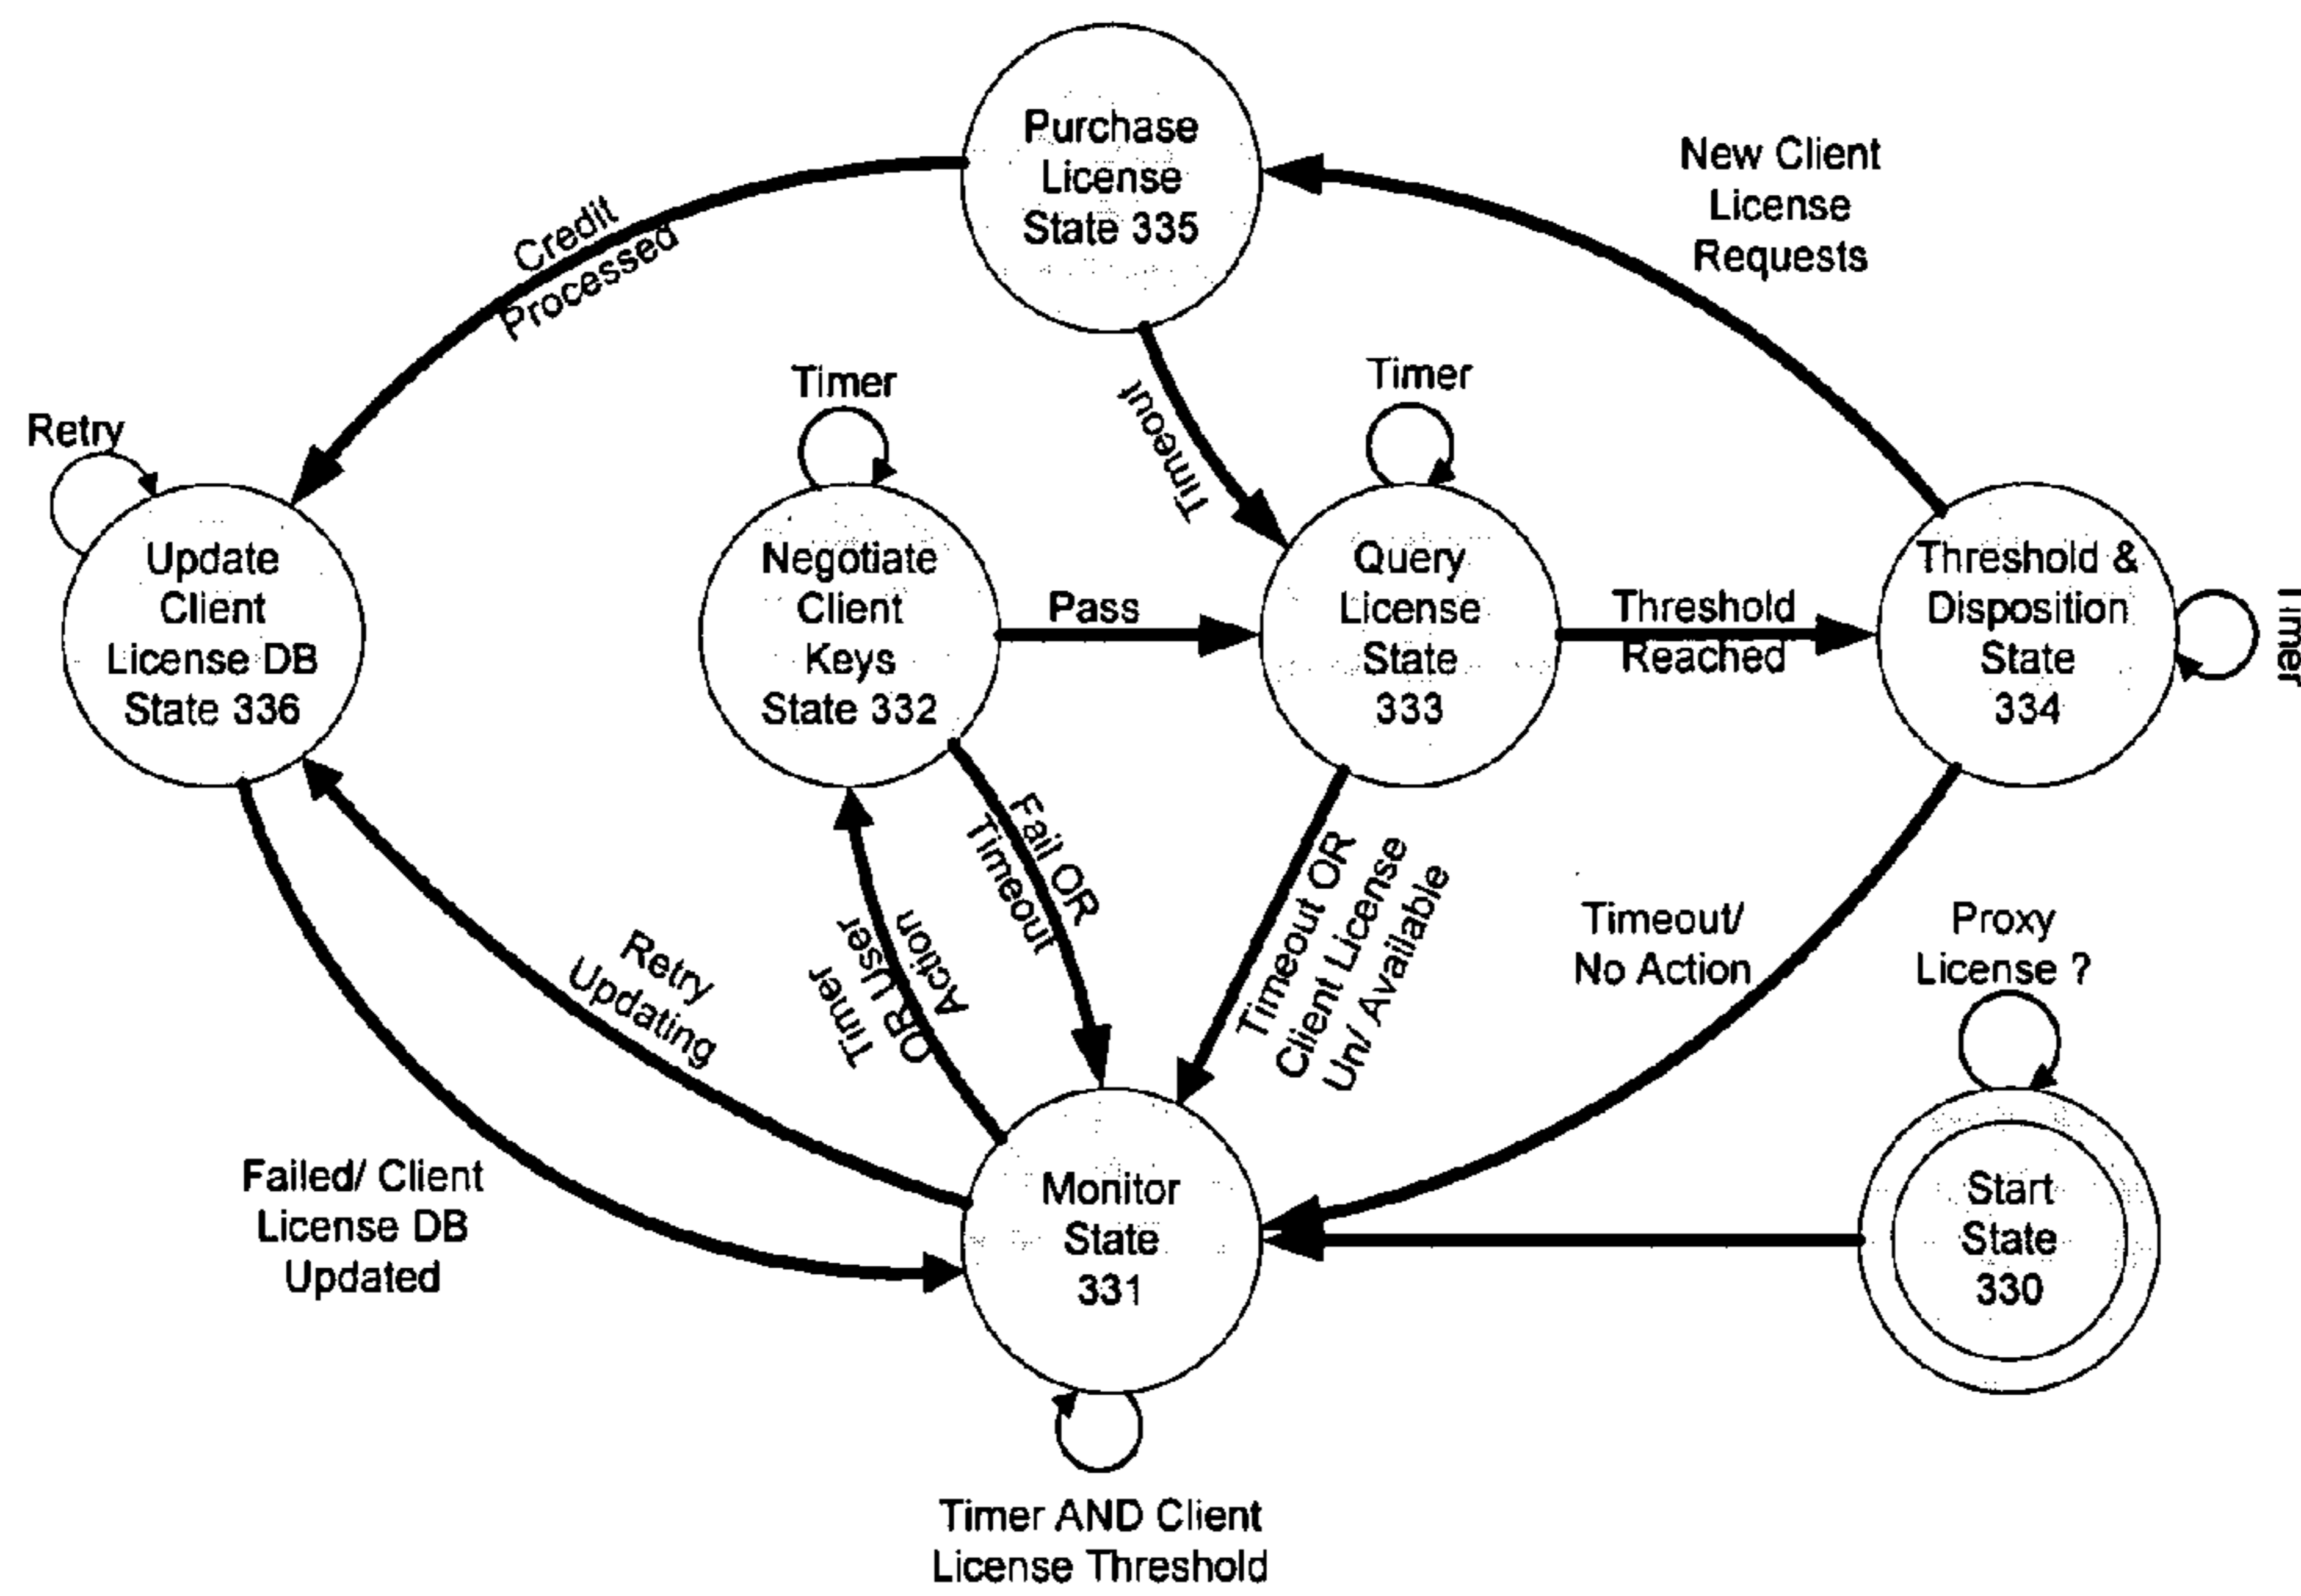 Purchase
License
State 335
New Client
License
Requests
Credit
Processed
Timeout
Timer
Timer
Retry
Update
Client
License DB
State 336
Negotiate
Client
Keys
State 332
Pass
Query
License
State
333
Threshold
Reached
Threshold &
Disposition
State
334
Timer
Fail OR
Timeout
Timer
OR User
Action
Timeout OR
Client License
Un/ Available
Retry
Updating
Timeout/
No Action
Proxy
License ?
Failed/ Client
License DB
Updated
Monitor
State
331
Start
State
330
Timer AND Client
License Threshold